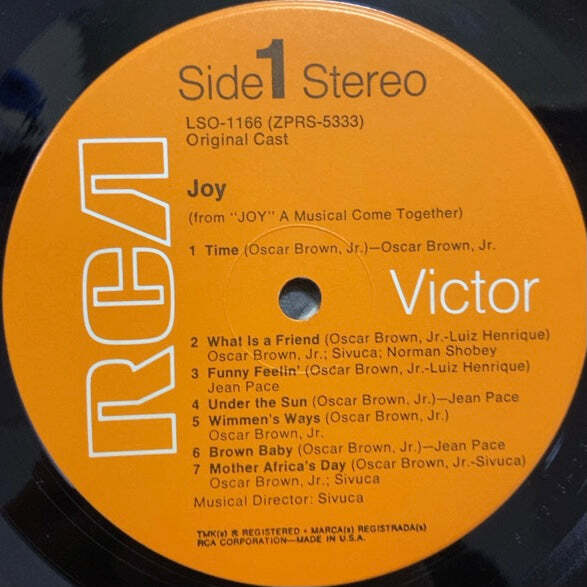 Side 1 Stereo
LSO-1166 (ZPRS-5333)
Original Cast
RCA
Joy
(from "JOY" A Musical Come Together)
1 Time (Oscar Brown, Jr.)—Oscar Brown, Jr.
Victor
2 What Is a Friend (Oscar Brown, Jr.-Luiz Henrique)
Oscar Brown, Jr.; Sivuca; Norman Shobey
3 Funny Feelin' (Oscar Brown, Jr.-Luiz Henrique)
Jean Pace
4 Under the Sun (Oscar Brown, Jr.)—Jean Pace
5 Wimmen's Ways (Oscar Brown, Jr.)
Oscar Brown, Jr.
6 Brown Baby (Oscar Brown, Jr.)—Jean Pace
7 Mother Africa's Day (Oscar Brown, Jr.-Sivuca)
Oscar Brown, Jr.; Sivuca
Musical Director: Sivuca
TMK(s) ® REGISTERED • MARCA(s) REGISTRADA(s)
RCA CORPORATION—MADE IN U.S.A.